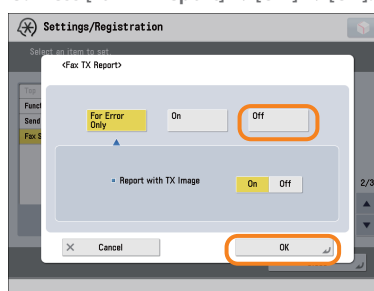 Settings/Registration
Select an item to set.
<Fax TX Report>
Top
Funct
Send
Fax S
For Error
Only
On
Off
Report with TX Image
On
Off
2/3
Cancel
OK